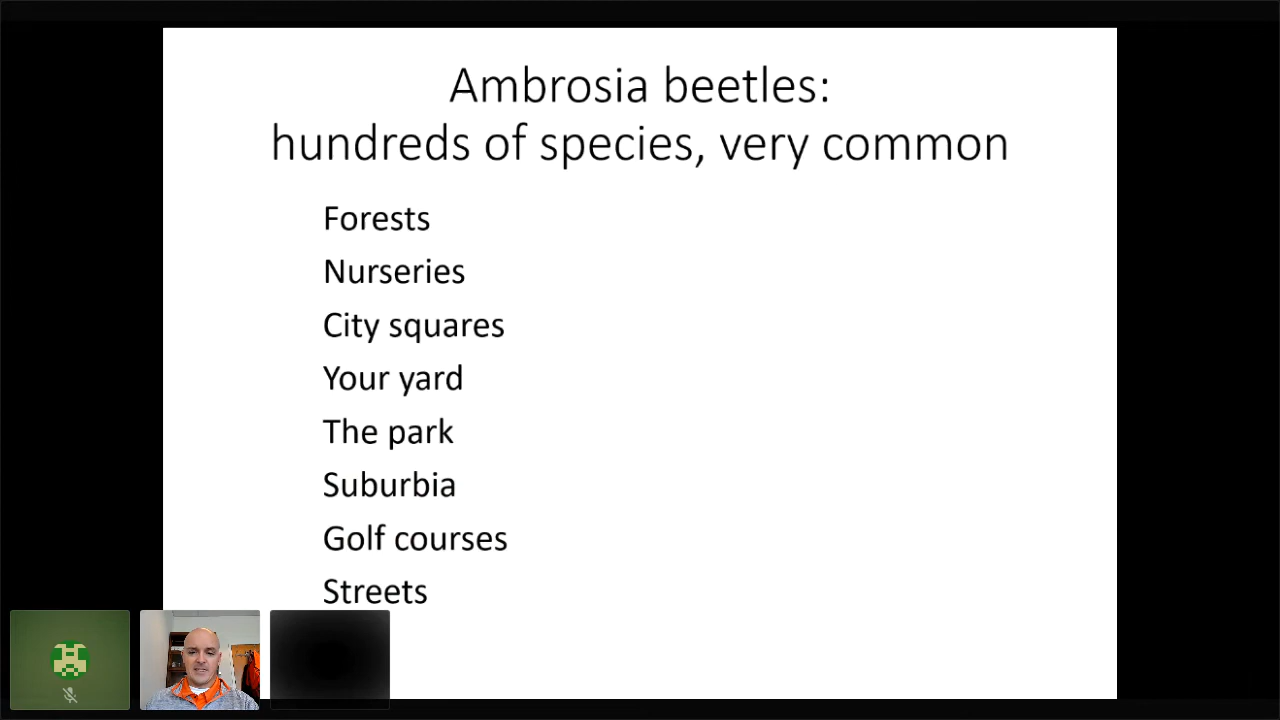 Ambrosia beetles:
hundreds of species, very common
Forests
Nurseries
City squares
Your yard
The park
Suburbia
Golf courses
Streets